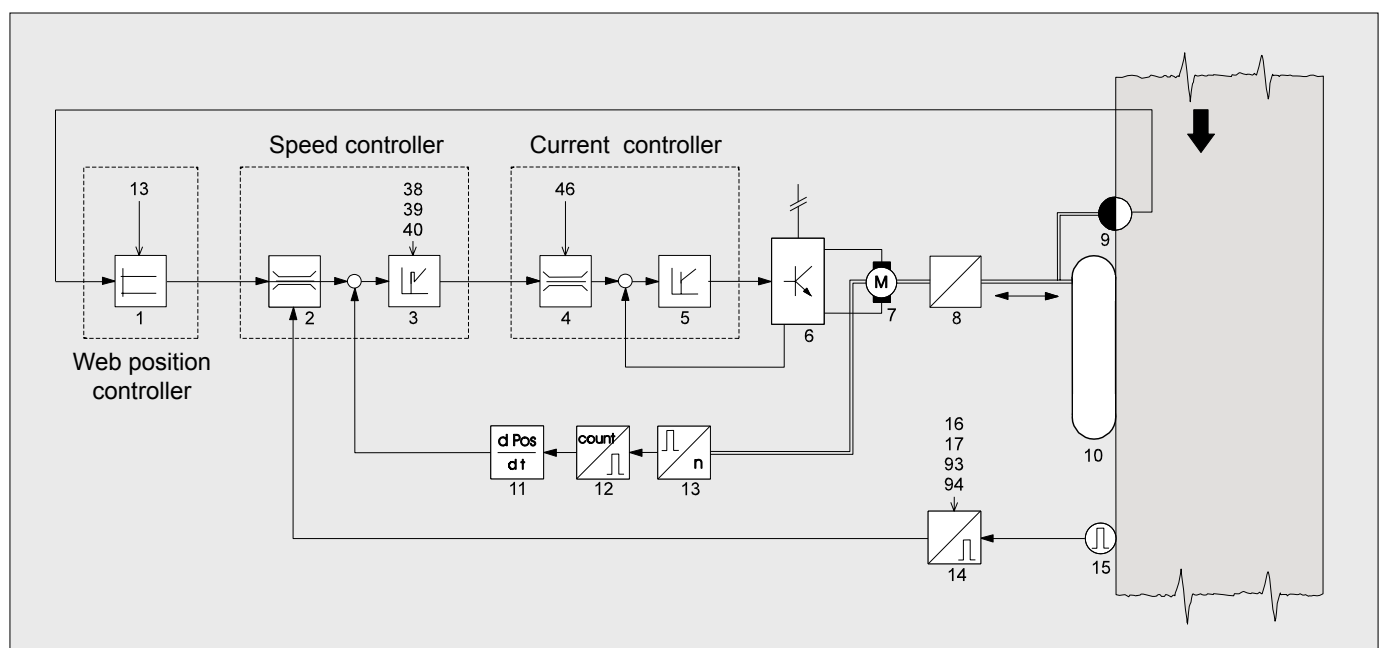 Speed controller
Current controller
13
38
39
40
46
1
2
3
4
5
6
M
7
8
9
10
Web position
controller
d Pos
dt
11
count
12
n
13
16
17
93
94
14
15